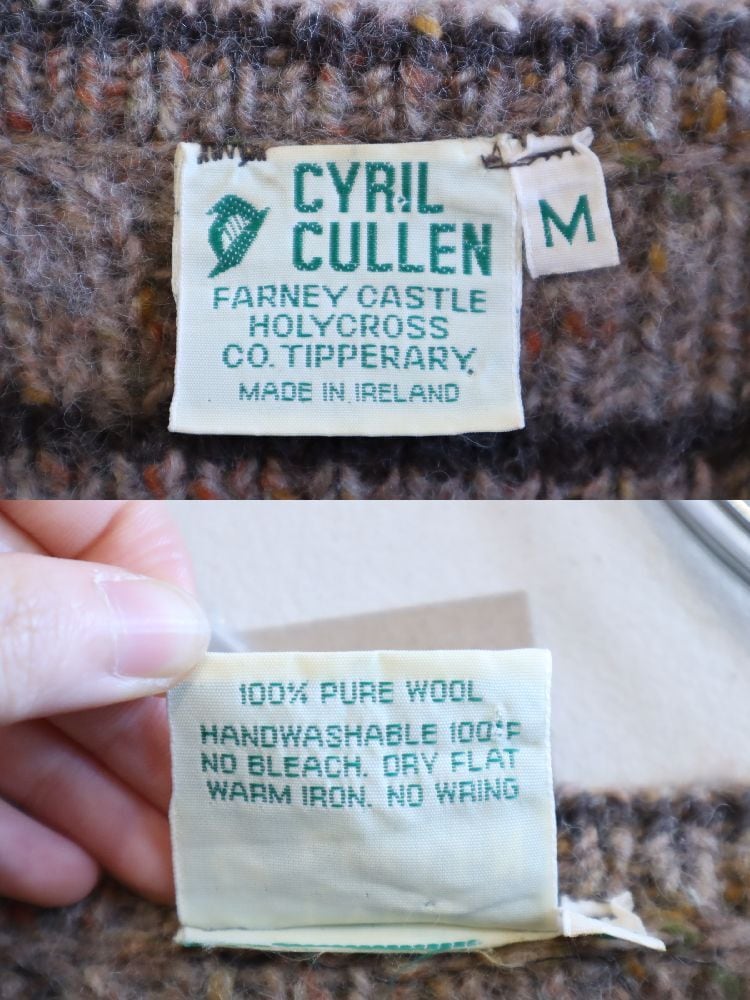 CYRIL
CULLEN
FARNEY CASTLE
HOLYCROSS
CO. TIPPERARY.
MADE IN IRELAND
M
100% PURE WOOL
HANDWASHABLE 100°F
NO BLEACH. DRY FLAT
WARM IRON. NO WRING